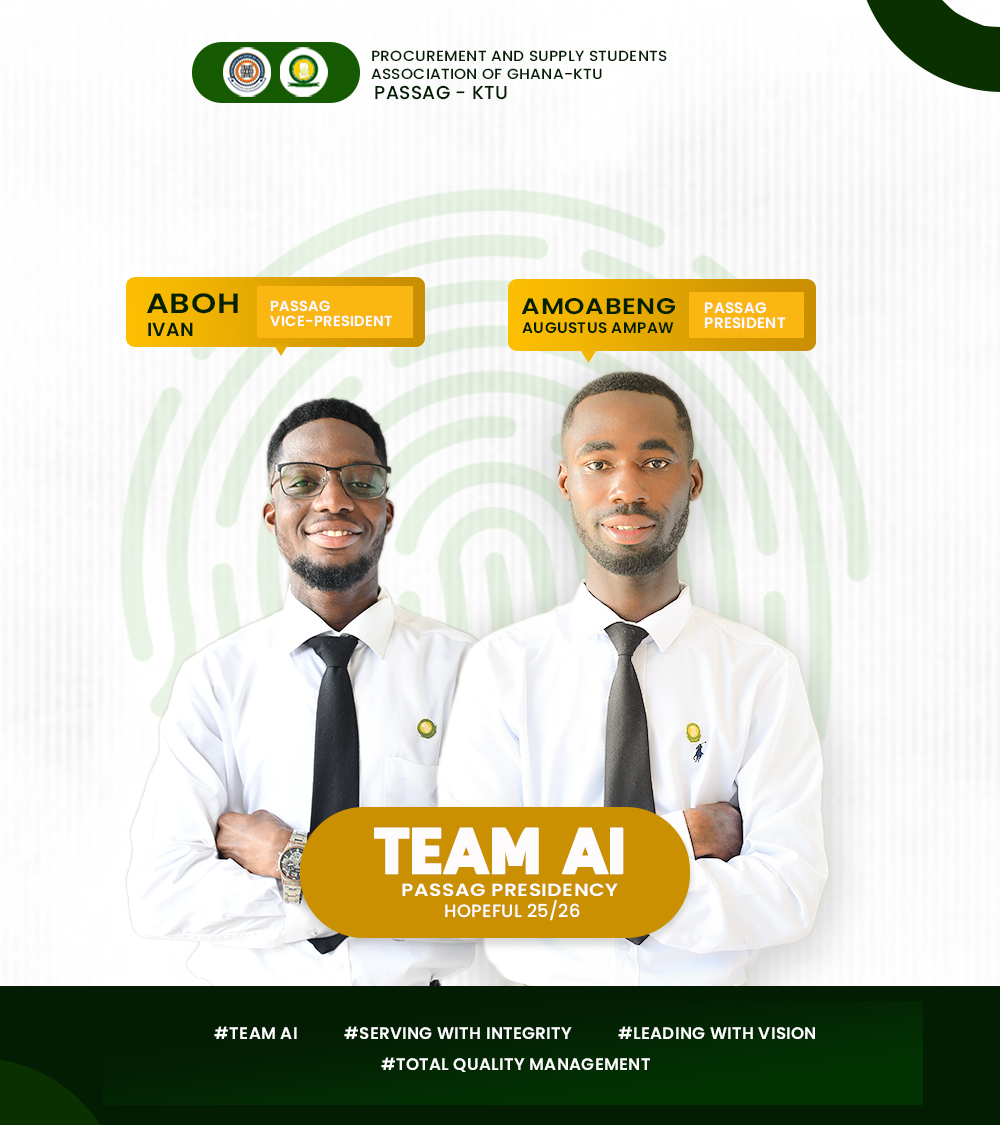 PROCUREMENT AND SUPPLY STUDENTS
ASSOCIATION OF GHANA-KTU
PASSAG - KTU
ABOH
IVAN
PASSAG
VICE-PRESIDENT
AMOABENG
AUGUSTUS AMPAW
PASSAG
PRESIDENT
TEAM AI
PASSAG PRESIDENCY
HOPEFUL 25/26
#TEAM AI #SERVING WITH INTEGRITY #LEADING WITH VISION
#TOTAL QUALITY MANAGEMENT